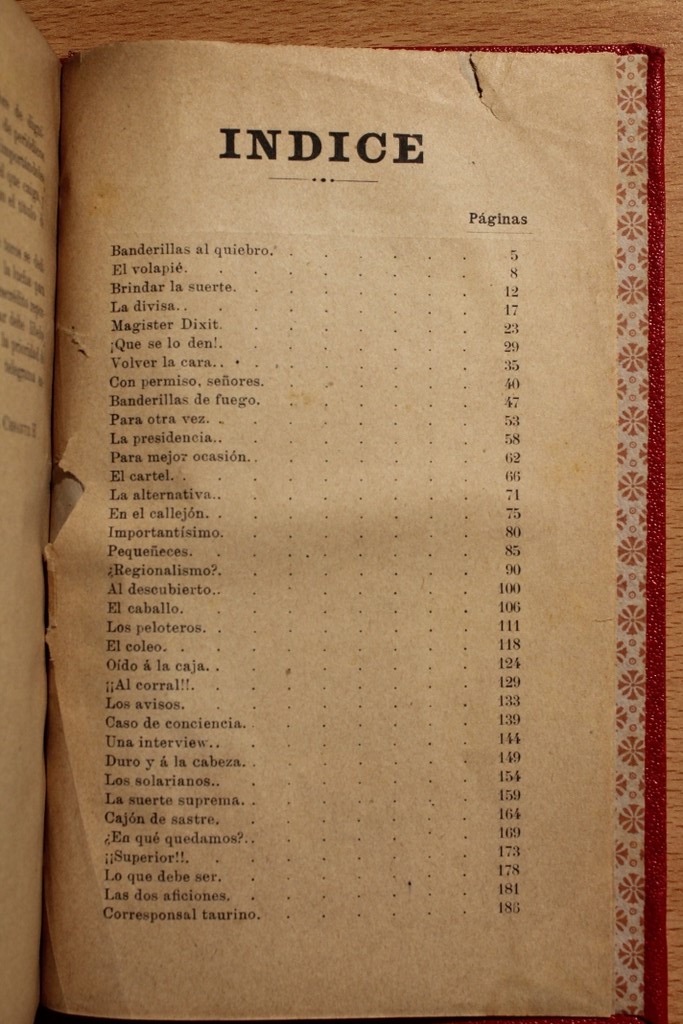 INDICE
Páginas
Banderillas al quiebro. 5
El volapié. 8
Brindar la suerte. 12
La divisa. 17
Magister Dixit. 23
¡Que se lo den!. 29
Volver la cara. 35
Con permiso, señores. 40
Banderillas de fuego. 47
Para otra vez. 53
La presidencia. 58
Para mejor ocasión. 62
El cartel. 66
La alternativa. 71
En el callejón. 75
Importantísimo. 80
Pequeñeces. 85
¿Regionalismo?. 90
Al descubierto. 100
El caballo. 106
Los peloteros. 111
El coleo. 118
Oído á la caja. 124
¡¡Al corral!!. 129
Los avisos. 133
Caso de conciencia. 139
Una interview. 144
Duro y á la cabeza. 149
Los solarianos. 154
La suerte suprema. 159
Cajón de sastre. 164
¿En qué quedamos?. 169
¡¡Superior!!. 173
Lo que debe ser. 178
Las dos aficiones. 181
Corresponsal taurino. 186